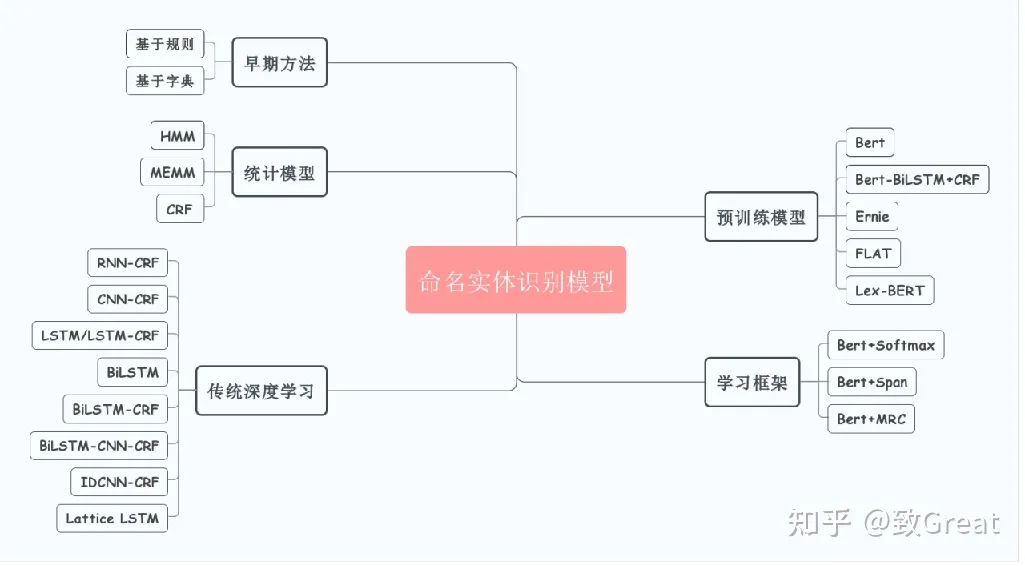 基于规则
基于字典
早期方法
HMM
MEMM
CRF
统计模型
RNN-CRF
CNN-CRF
LSTM/LSTM-CRF
BiLSTM
BiLSTM-CRF
BiLSTM-CNN-CRF
IDCNN-CRF
Lattice LSTM
传统深度学习
命名实体识别模型
预训练模型
Bert
Bert-BiLSTM+CRF
Ernie
FLAT
Lex-BERT
学习框架
Bert+Softmax
Bert+Span
Bert+MRC
知乎 @致Great